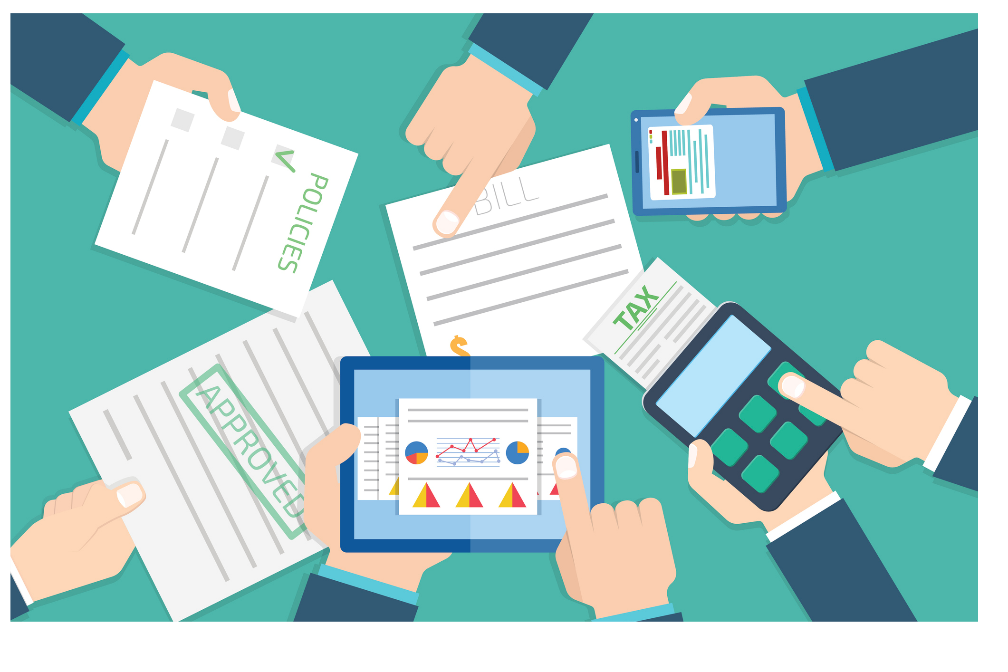 POLICIES
BILL
$
TAX
APPROVED